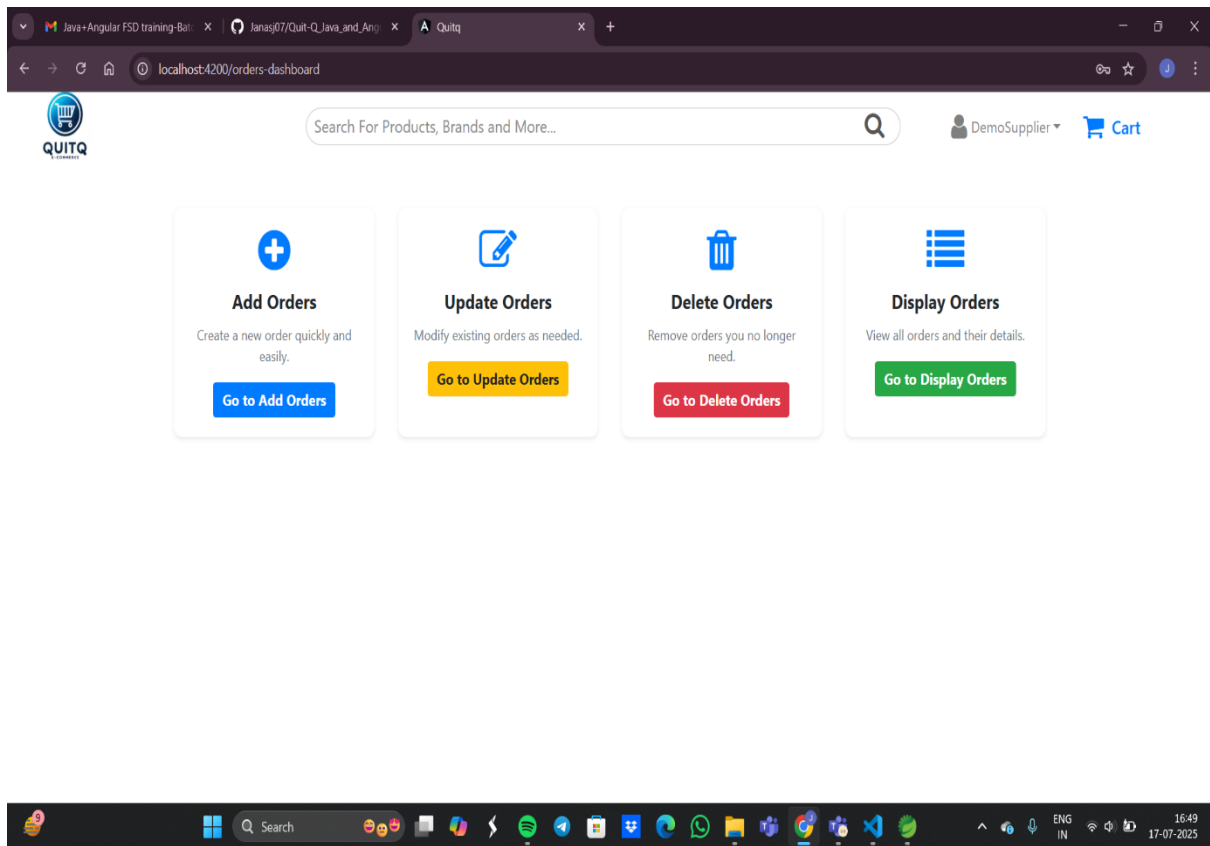 Java+Angular FSD training-Batc
Janasj07/Quit-Q_Java_and_Ang
Quitq
localhost:4200/orders-dashboard
J
QUITQ
E-COMMERCE
Search For Products, Brands and More...
DemoSupplier
Cart
Add Orders
Create a new order quickly and
easily.
Go to Add Orders
Update Orders
Modify existing orders as needed.
Go to Update Orders
Delete Orders
Remove orders you no longer
need.
Go to Delete Orders
Display Orders
View all orders and their details.
Go to Display Orders
9
Search
ENG
IN
16:49
17-07-2025